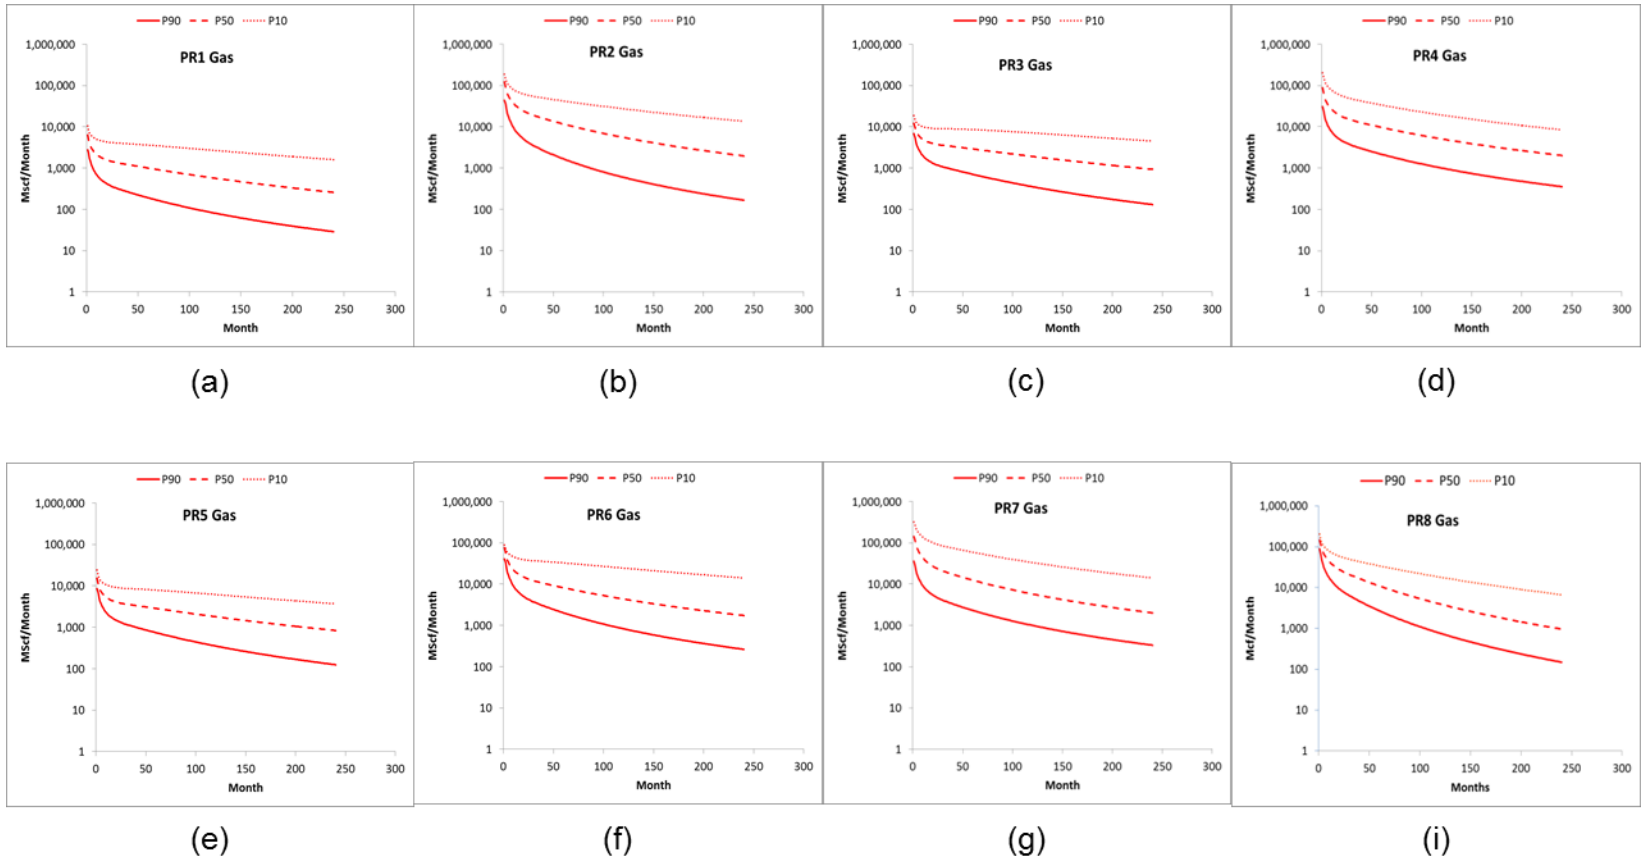 P90 P50 P10
PR1 Gas
1,000,000
100,000
10,000
1,000
100
10
1
MScf/Month
0 50 100 150 200 250 300
Month
(a)
P90 P50 P10
PR2 Gas
1,000,000
100,000
10,000
1,000
100
10
1
MScf/Month
0 50 100 150 200 250 300
Month
(b)
P90 P50 P10
PR3 Gas
1,000,000
100,000
10,000
1,000
100
10
1
MScf/Month
0 50 100 150 200 250 300
Month
(c)
P90 P50 P10
PR4 Gas
1,000,000
100,000
10,000
1,000
100
10
1
MScf/Month
0 50 100 150 200 250 300
Month
(d)
P90 P50 P10
PR5 Gas
1,000,000
100,000
10,000
1,000
100
10
1
MScf/Month
0 50 100 150 200 250 300
Month
(e)
P90 P50 P10
PR6 Gas
1,000,000
100,000
10,000
1,000
100
10
1
MScf/Month
0 50 100 150 200 250 300
Month
(f)
P90 P50 P10
PR7 Gas
1,000,000
100,000
10,000
1,000
100
10
1
MScf/Month
0 50 100 150 200 250 300
Month
(g)
P90 P50 P10
PR8 Gas
1,000,000
100,000
10,000
1,000
100
10
1
Mcf/Month
0 50 100 150 200 250 300
Months
(i)